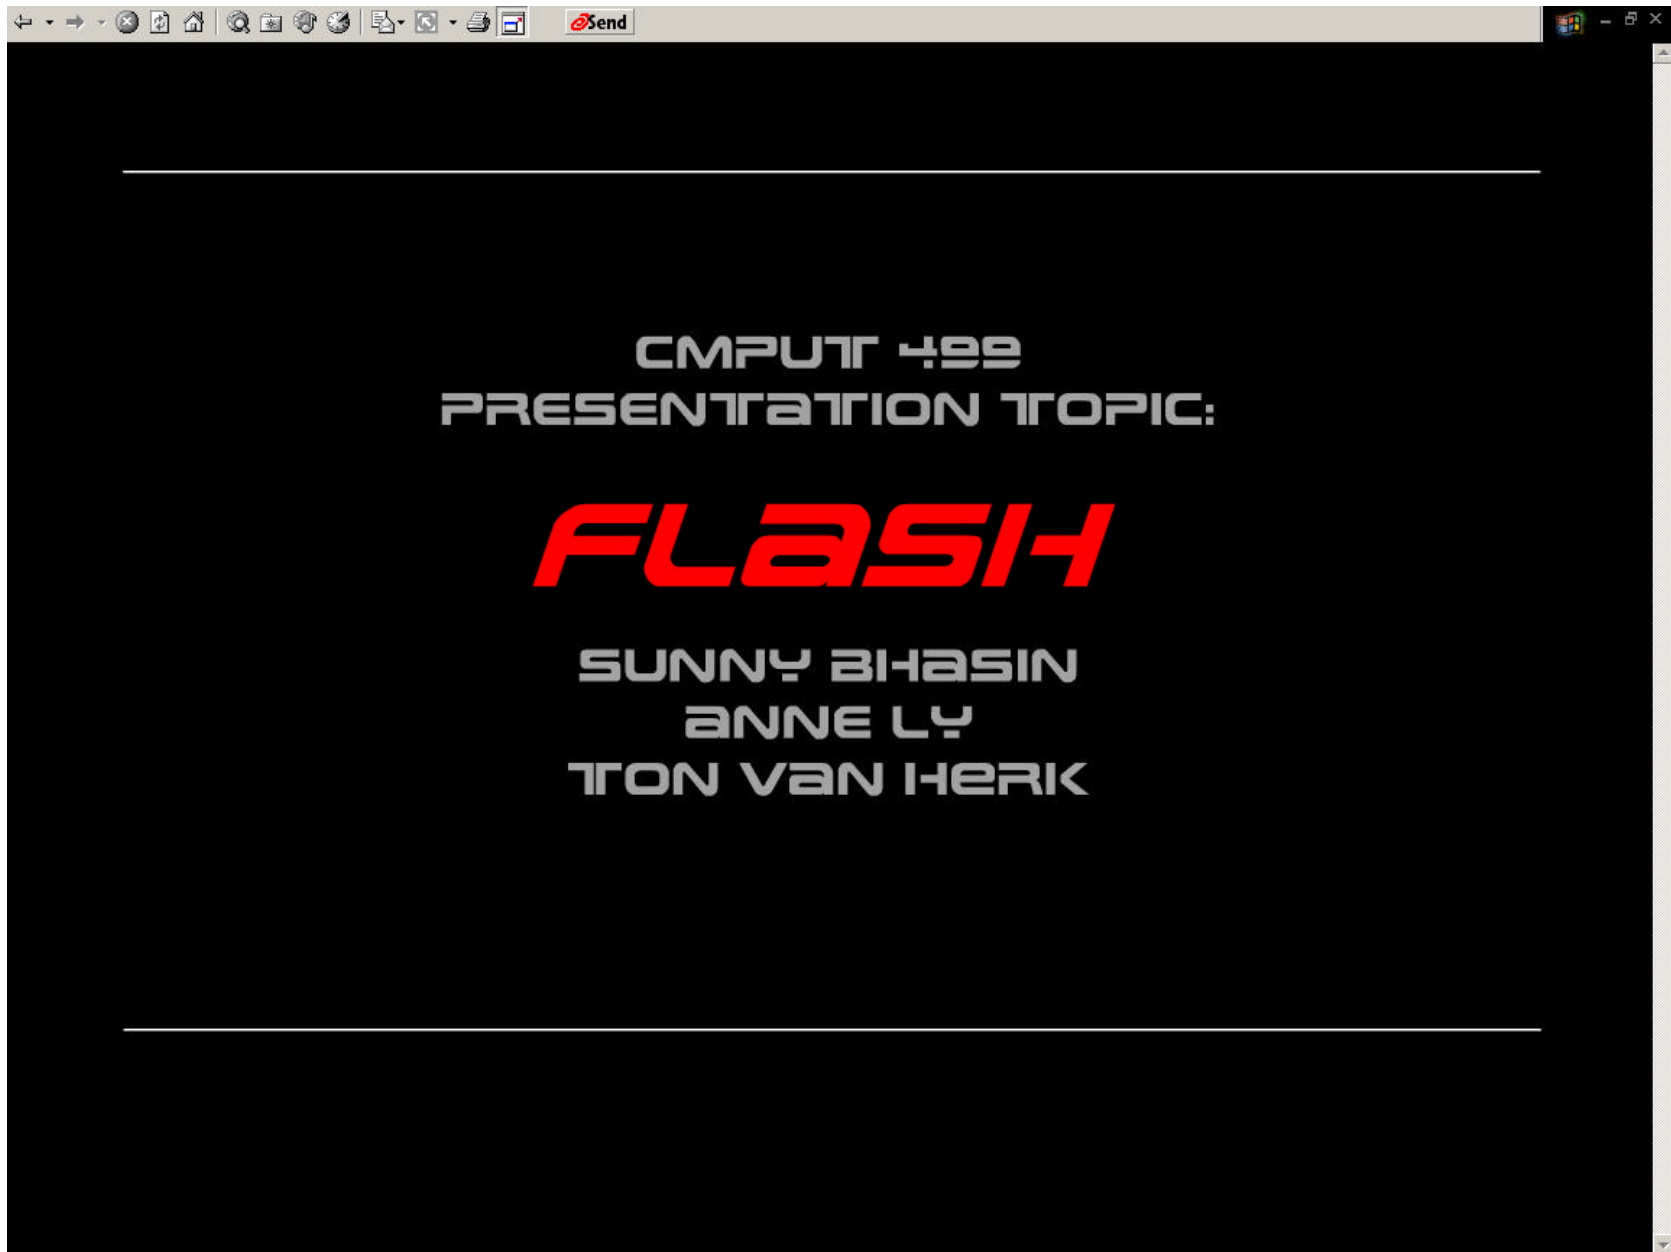 Send
CMPUT 499
PRESENTATION TOPIC:
FLASH
SUNNY BHASIN
ANNE LY
TON VAN HERK